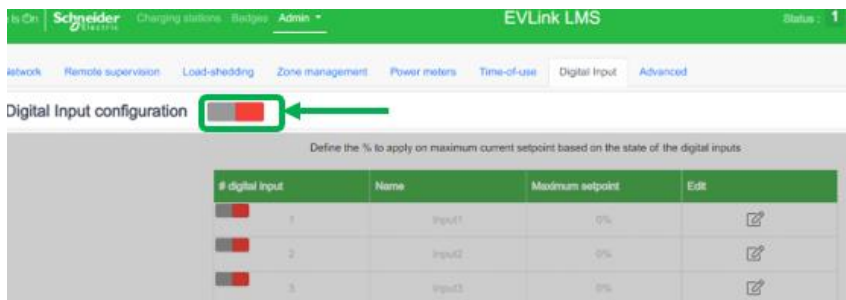 is On Schneider Electric Charging stations Badges Admin EVLink LMS Status : 1
Network Remote supervision Load-shedding Zone management Power meters Time-of-use Digital Input Advanced
Digital Input configuration
Define the % to apply on maximum current setpoint based on the state of the digital inputs
# digital input Name Maximum setpoint Edit
1 Input1 0%
2 Input2 0%
3 Input3 0%